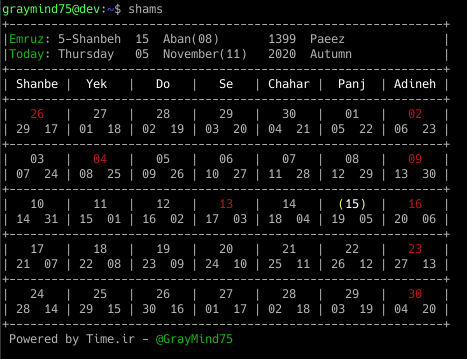 graymind75@dev:~$ shams
+---------------------------------------------------------------+
|Emruz: 5-Shanbeh  15  Aban(08)       1399  Paeez               |
|Today: Thursday   05  November(11)   2020  Autumn              |
+---------------------------------------------------------------+
| Shanbe |  Yek   |   Do   |   Se   | Chahar |  Panj  | Adineh |
+---------------------------------------------------------------+
|   26   |   27   |   28   |   29   |   30   |   01   |   02   |
| 29  17 | 01  18 | 02  19 | 03  20 | 04  21 | 05  22 | 06  23 |
+---------------------------------------------------------------+
|   03   |   04   |   05   |   06   |   07   |   08   |   09   |
| 07  24 | 08  25 | 09  26 | 10  27 | 11  28 | 12  29 | 13  30 |
+---------------------------------------------------------------+
|   10   |   11   |   12   |   13   |   14   |  (15)  |   16   |
| 14  31 | 15  01 | 16  02 | 17  03 | 18  04 | 19  05 | 20  06 |
+---------------------------------------------------------------+
|   17   |   18   |   19   |   20   |   21   |   22   |   23   |
| 21  07 | 22  08 | 23  09 | 24  10 | 25  11 | 26  12 | 27  13 |
+---------------------------------------------------------------+
|   24   |   25   |   26   |   27   |   28   |   29   |   30   |
| 28  14 | 29  15 | 30  16 | 01  17 | 02  18 | 03  19 | 04  20 |
+---------------------------------------------------------------+
Powered by Time.ir - @GrayMind75